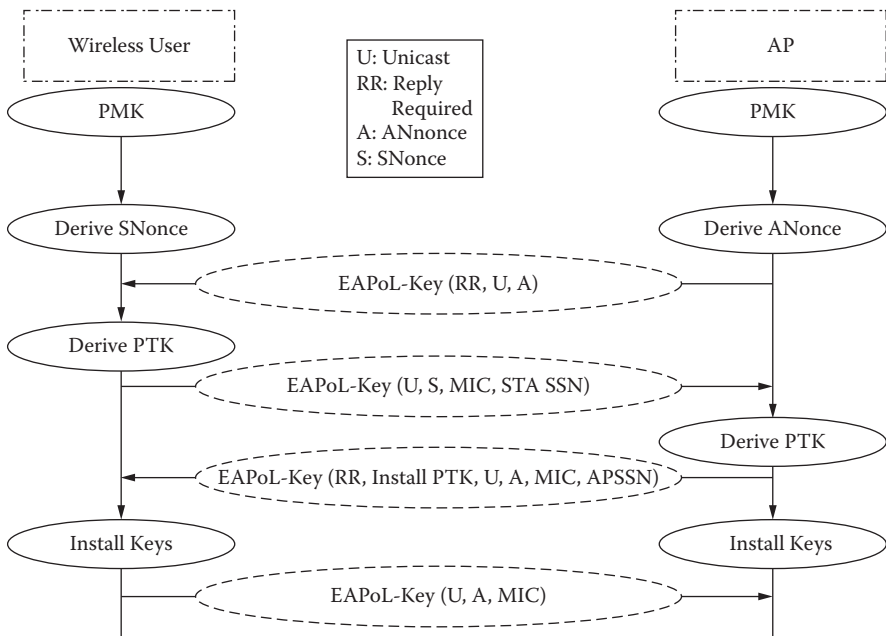 Wireless User
AP
U: Unicast
RR: Reply
Required
A: ANnonce
S: SNonce
PMK
PMK
Derive SNonce
Derive ANonce
EAPoL-Key (RR, U, A)
Derive PTK
EAPoL-Key (U, S, MIC, STA SSN)
Derive PTK
EAPoL-Key (RR, Install PTK, U, A, MIC, APSSN)
Install Keys
Install Keys
EAPoL-Key (U, A, MIC)